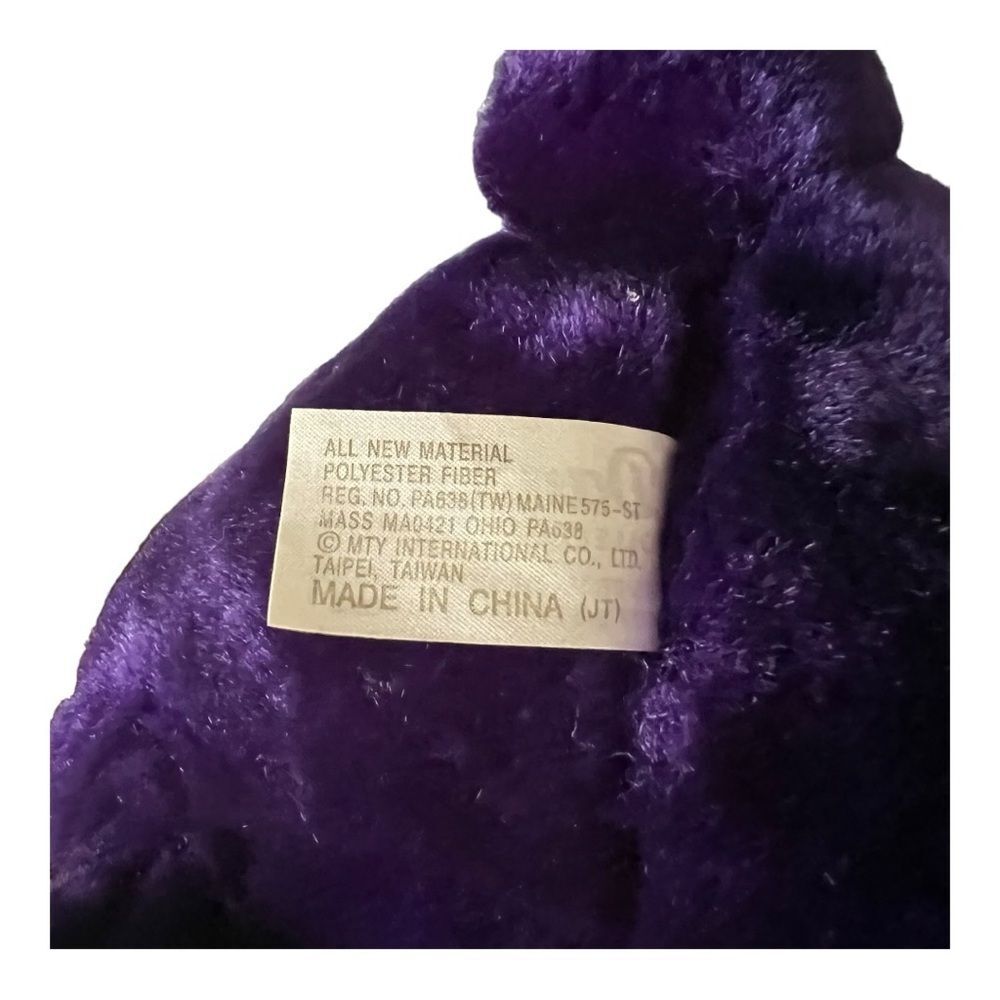 ALL NEW MATERIAL
POLYESTER FIBER
REG. NO. PA638(TW) MAINE 575-ST
MASS MA0421 OHIO PA638
© MTY INTERNATIONAL CO., LTD.
TAIPEI, TAIWAN
MADE IN CHINA (JT)